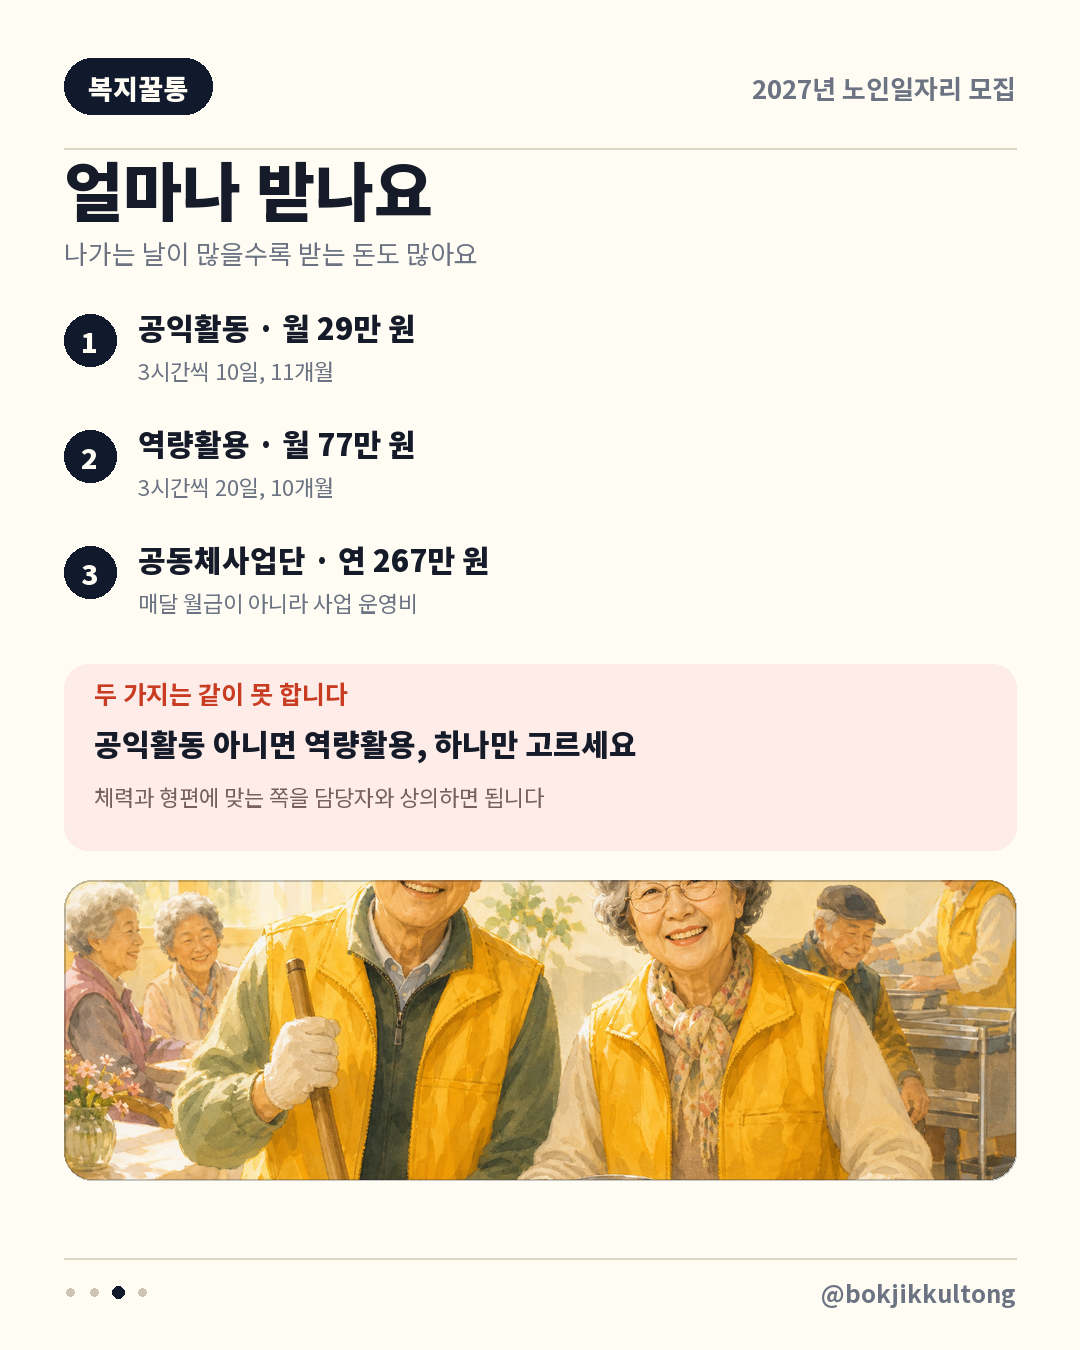 복지꿀통
2027년 노인일자리 모집
얼마나 받나요
나가는 날이 많을수록 받는 돈도 많아요
1
공익활동 · 월 29만 원
3시간씩 10일, 11개월
2
역량활용 · 월 77만 원
3시간씩 20일, 10개월
3
공동체사업단 · 연 267만 원
매달 월급이 아니라 사업 운영비
두 가지는 같이 못 합니다
공익활동 아니면 역량활용, 하나만 고르세요
체력과 형편에 맞는 쪽을 담당자와 상의하면 됩니다
@bokjikkultong